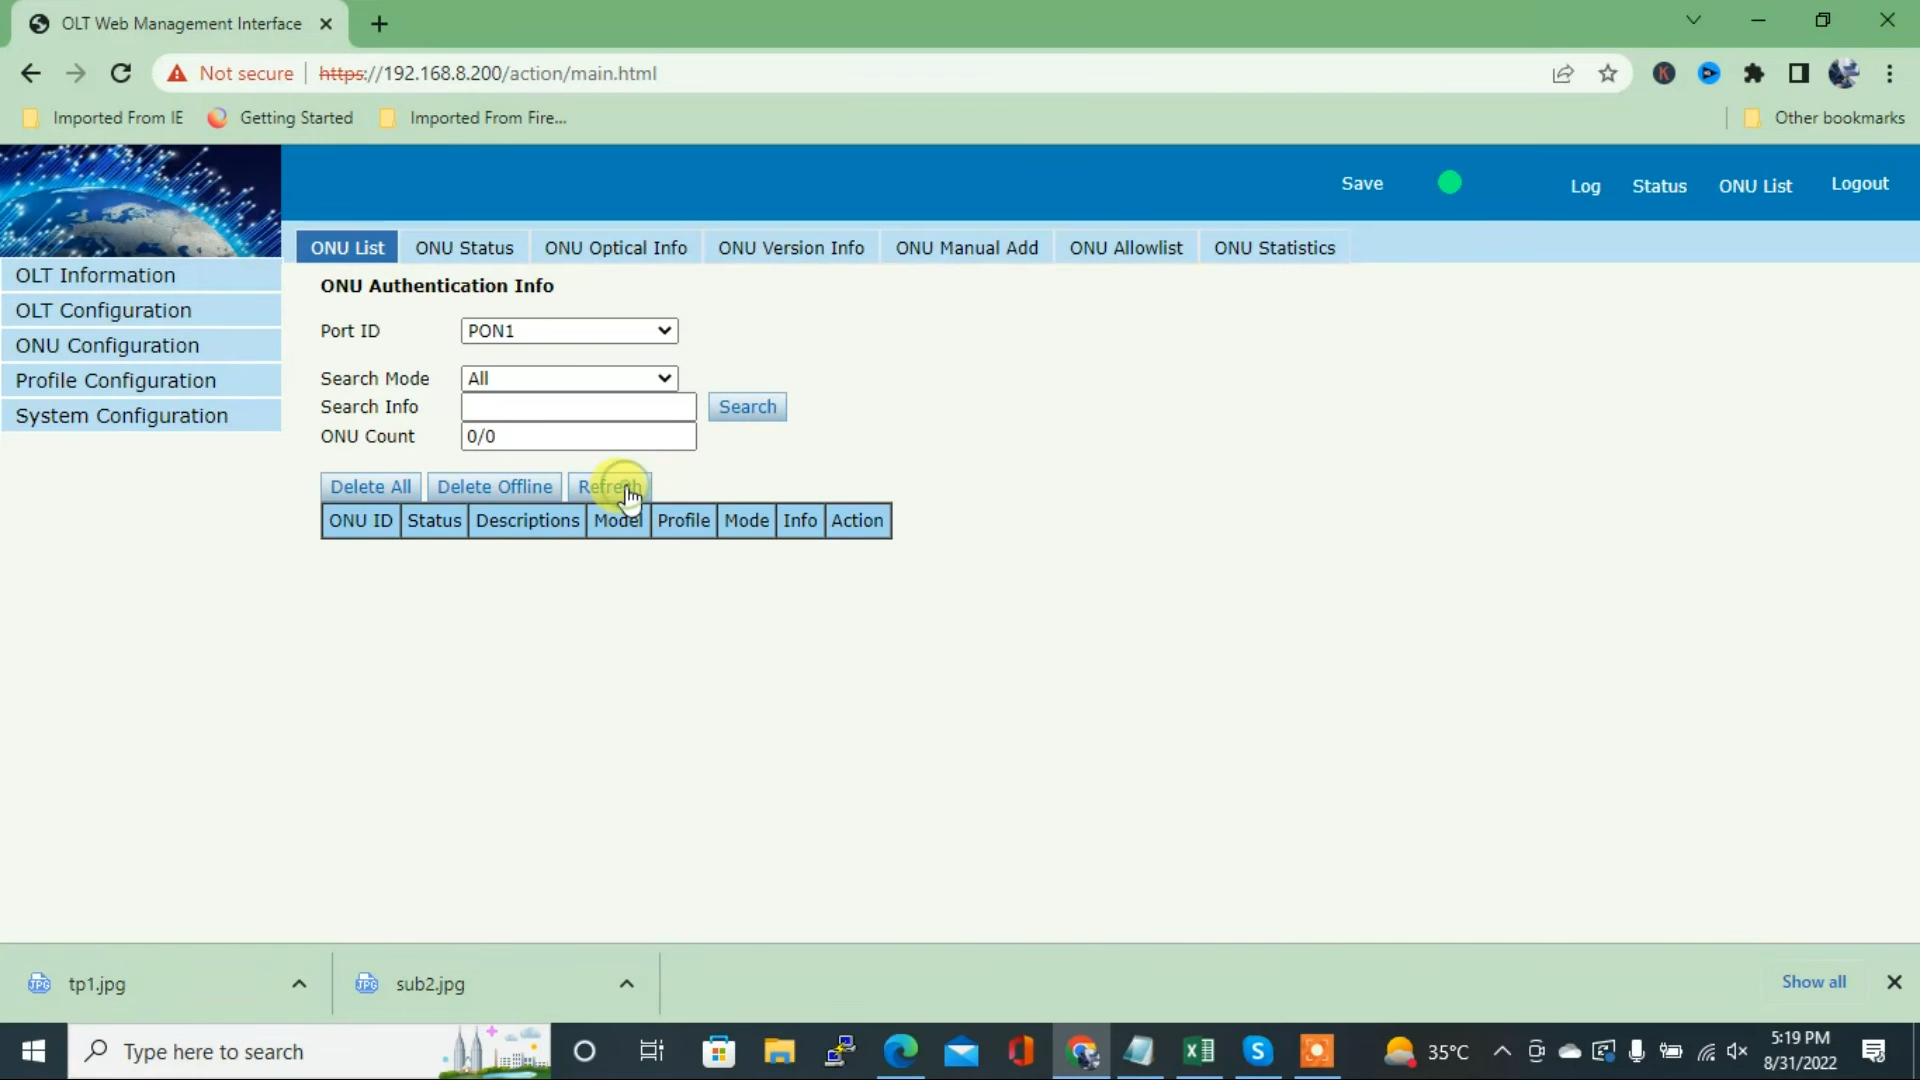 OLT Web Management Interface
Not secure https://192.168.8.200/action/main.html
K
Imported From IE Getting Started Imported From Fire... Other bookmarks
Save Log Status ONU List Logout
ONU List ONU Status ONU Optical Info ONU Version Info ONU Manual Add ONU Allowlist ONU Statistics
OLT Information
OLT Configuration
ONU Configuration
Profile Configuration
System Configuration
ONU Authentication Info
Port ID PON1
Search Mode All
Search Info Search
ONU Count 0/0
Delete All Delete Offline Refresh
ONU ID Status Descriptions Model Profile Mode Info Action
JPG tp1.jpg JPG sub2.jpg Show all
Type here to search 35°C 5:19 PM
8/31/2022